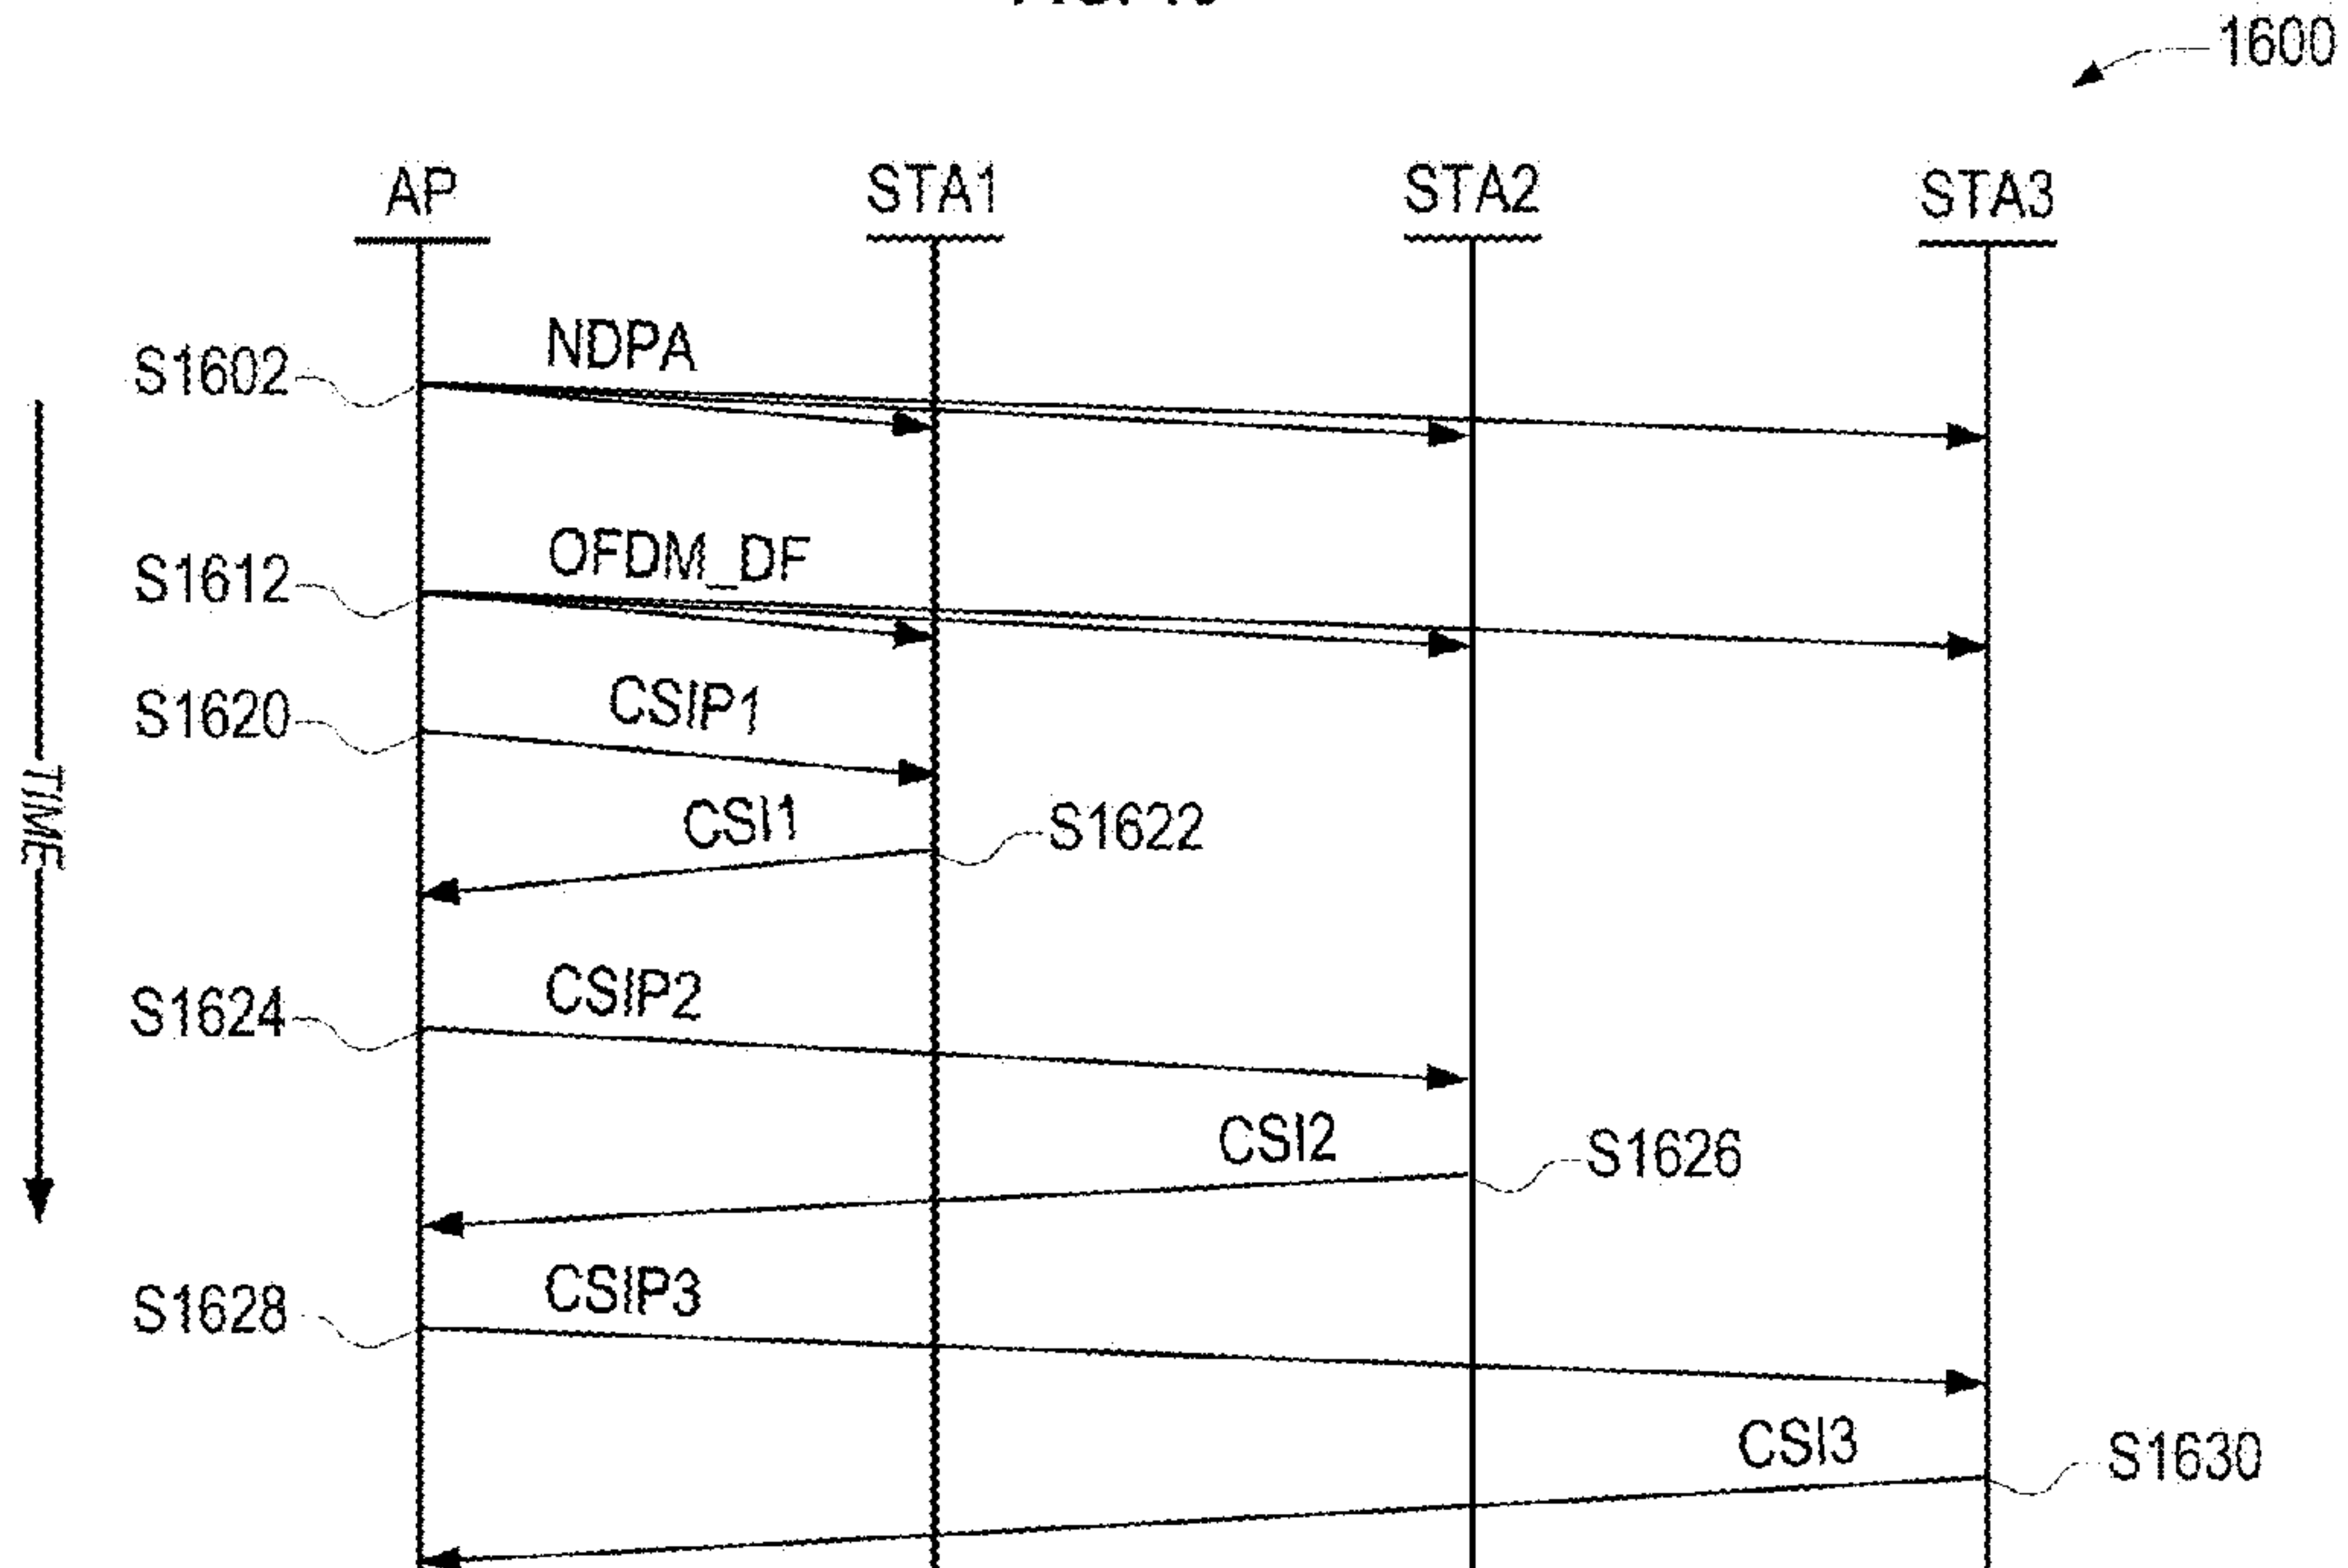 1600
AP STA1 STA2 STA3
NDPA
S1602
OFDM_DF
S1612
CSIP1
S1620
TIME
CSI1
S1622
CSIP2
S1624
CSI2
S1626
CSIP3
S1628
CSI3
S1630